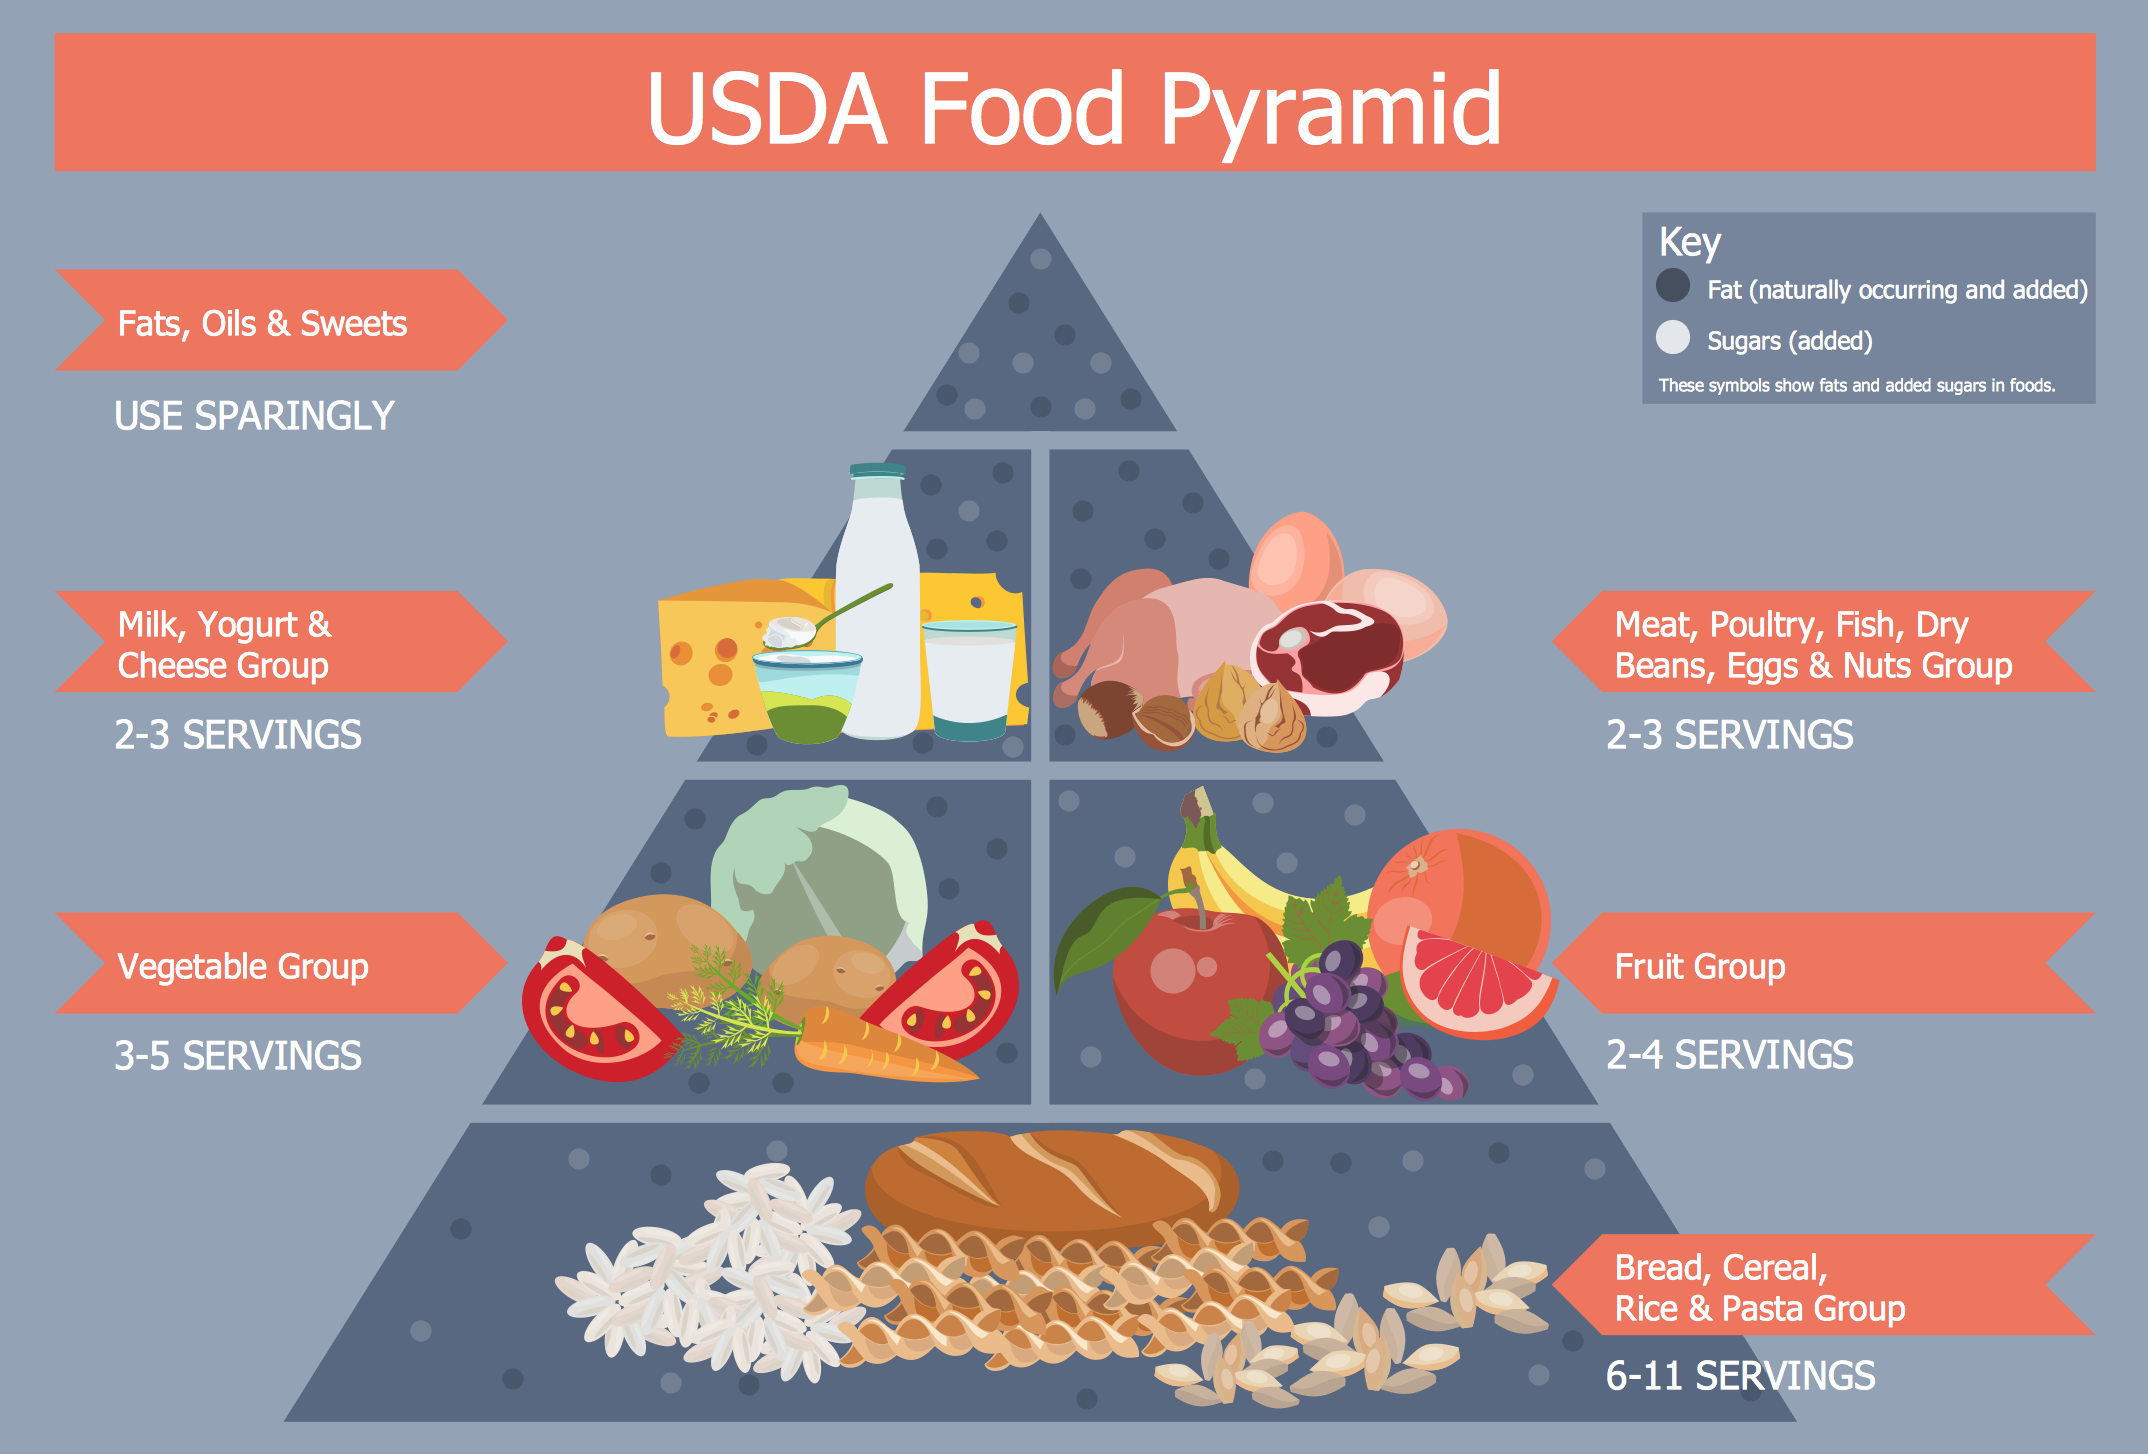 USDA Food Pyramid
Key
Fat (naturally occurring and added)
Sugars (added)
These symbols show fats and added sugars in foods.
Fats, Oils & Sweets
USE SPARINGLY
Milk, Yogurt &
Cheese Group
2-3 SERVINGS
Meat, Poultry, Fish, Dry
Beans, Eggs & Nuts Group
2-3 SERVINGS
Vegetable Group
3-5 SERVINGS
Fruit Group
2-4 SERVINGS
Bread, Cereal,
Rice & Pasta Group
6-11 SERVINGS